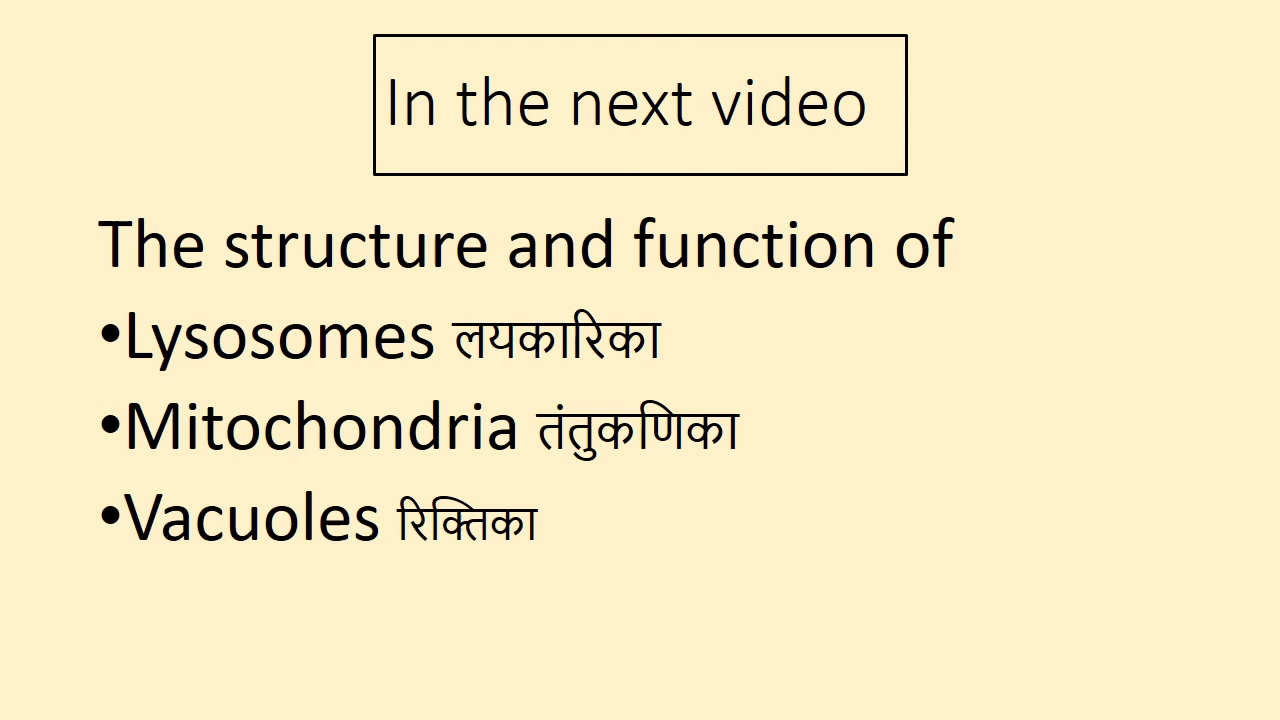 In the next video
The structure and function of
•Lysosomes लयकारिका
•Mitochondria तंतुकणिका
•Vacuoles रिक्तिका